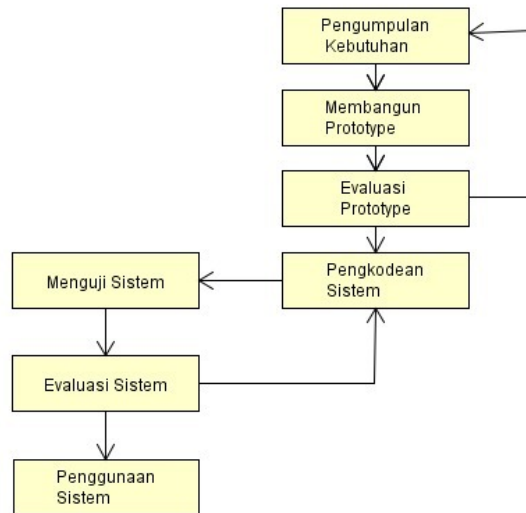 Pengumpulan
Kebutuhan
Membangun
Prototype
Evaluasi
Prototype
Pengkodean
Sistem
Menguji Sistem
Evaluasi Sistem
Penggunaan
Sistem